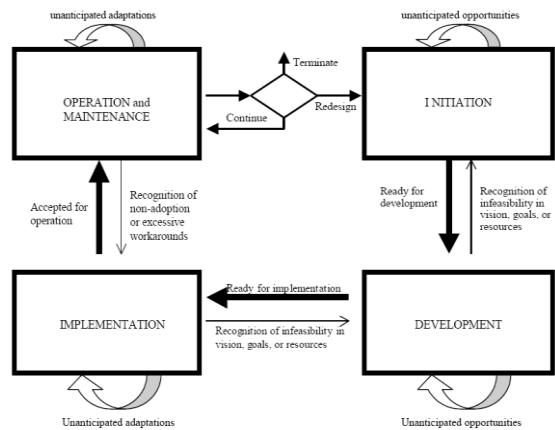 unanticipated adaptations
unanticipated opportunities
OPERATION and
MAINTENANCE
Terminate
Redesign
Continue
I NITIATION
Accepted for
operation
Recognition of
non-adoption
or excessive
workarounds
Ready for
development
Recognition of
infeasibility in
vision, goals, or
resources
IMPLEMENTATION
Ready for implementation
Recognition of infeasibility in
vision, goals, or resources
DEVELOPMENT
Unanticipated adaptations
Unanticipated opportunities